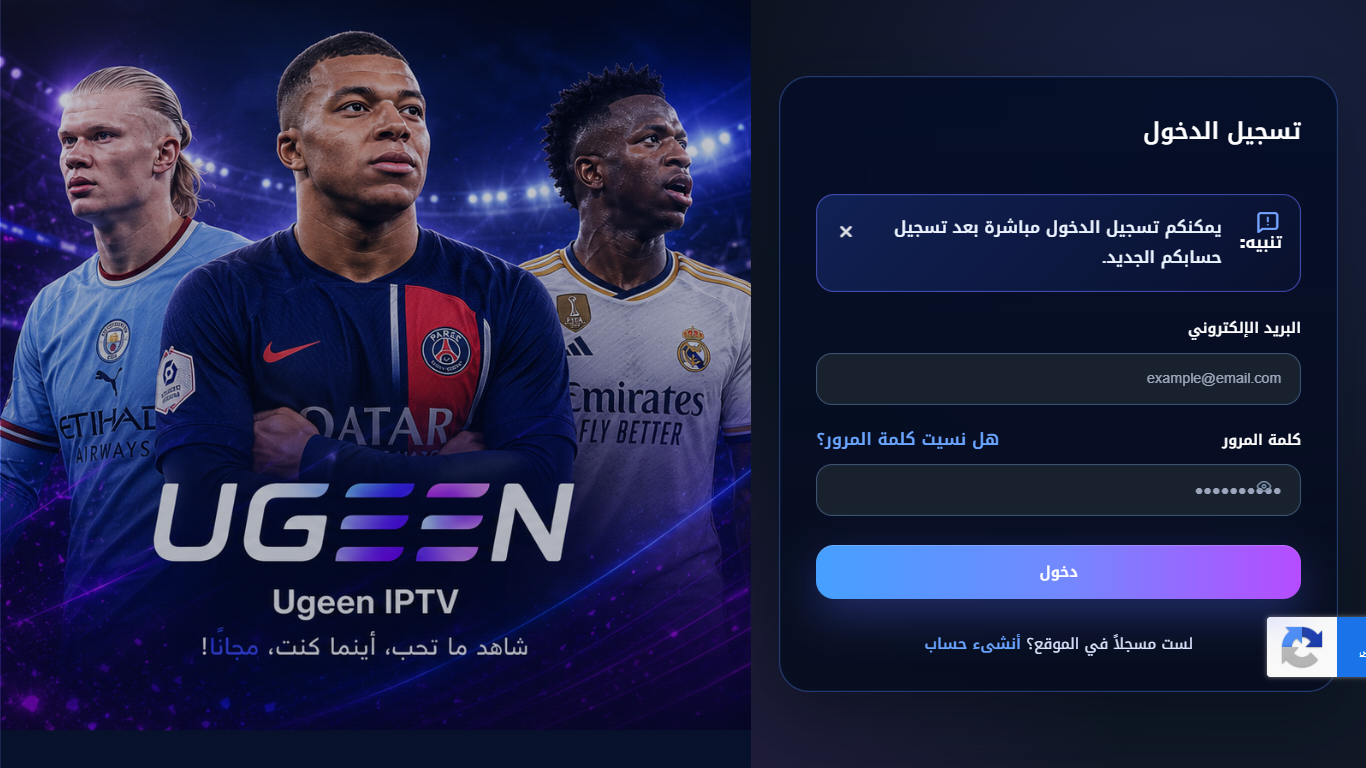 ETIHAD
AIRWAYS
PARIS
QATAR
FIFA
Emirates
FLY BETTER
UGEEN
Ugeen IPTV
شاهد ما تحب، أينما كنت، مجانًا!
تسجيل الدخول
تنبيه:
يمكنكم تسجيل الدخول مباشرة بعد تسجيل
حسابكم الجديد.
البريد الإلكتروني
example@email.com
كلمة المرور
هل نسيت كلمة المرور؟
دخول
لست مسجلاً في الموقع؟ أنشىء حساب